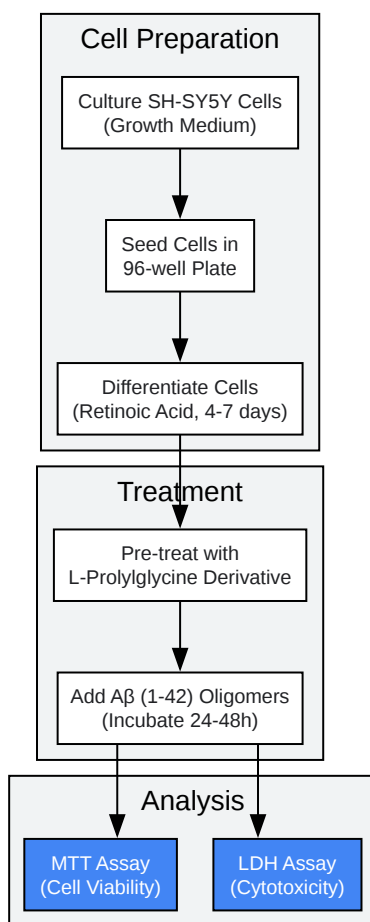 Cell Preparation
Culture SH-SY5Y Cells
(Growth Medium)
Seed Cells in
96-well Plate
Differentiate Cells
(Retinoic Acid, 4-7 days)
Treatment
Pre-treat with
L-Prolylglycine Derivative
Add Aβ (1-42) Oligomers
(Incubate 24-48h)
Analysis
MTT Assay
(Cell Viability)
LDH Assay
(Cytotoxicity)